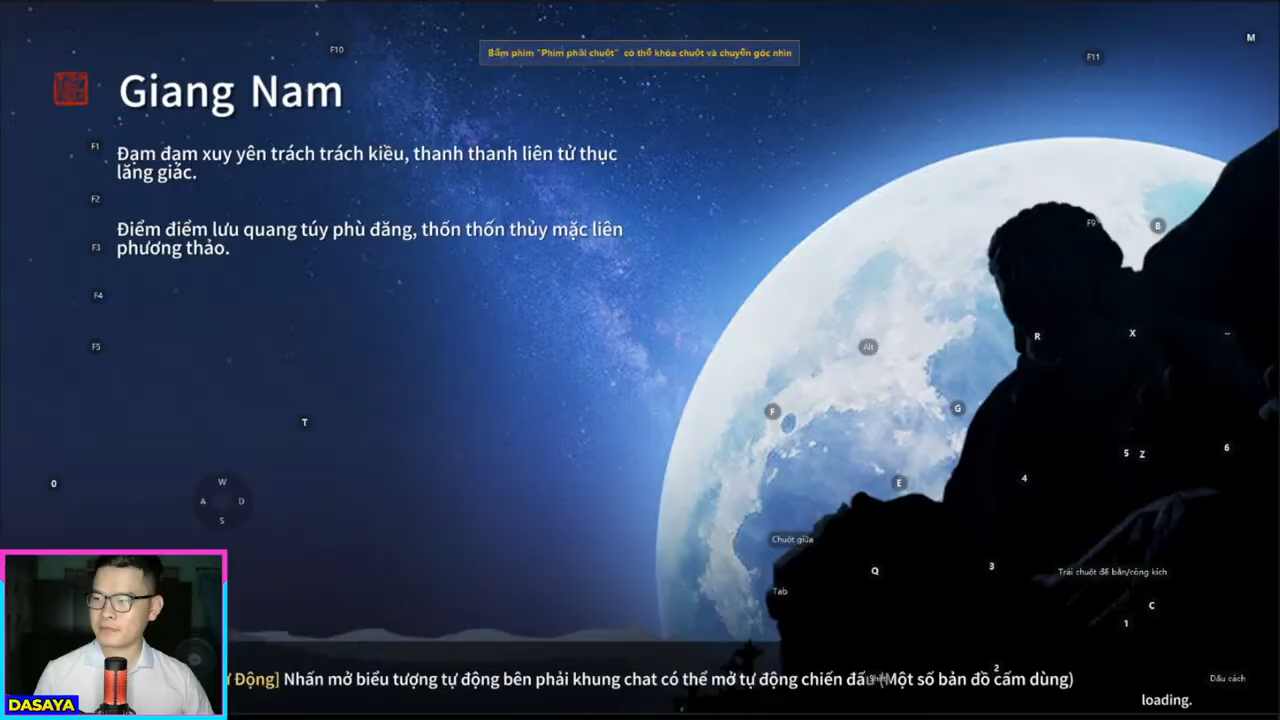 F10
Bấm phím "Phím phải chuột" có thể khóa chuột và chuyển góc nhìn
F11
M
Giang Nam
F1
Đạm đạm xuy yên trách trách kiều, thanh thanh liên tử thục
lăng giác.
F2
Điểm điểm lưu quang túy phù đăng, thốn thốn thủy mặc liên
phương thảo.
F3
F9
B
F4
F5
Alt
R
X
~
F
G
T
0
W
A
D
S
E
4
5
Z
6
Chuột giữa
Q
3
Trái chuột để bắn/công kích
Tab
C
1
DASAYA
Động] Nhấn mở biểu tượng tự động bên phải khung chat có thể mở tự động chiến đấu (Một số bản đồ cấm dùng)
2
Dấu cách
loading.